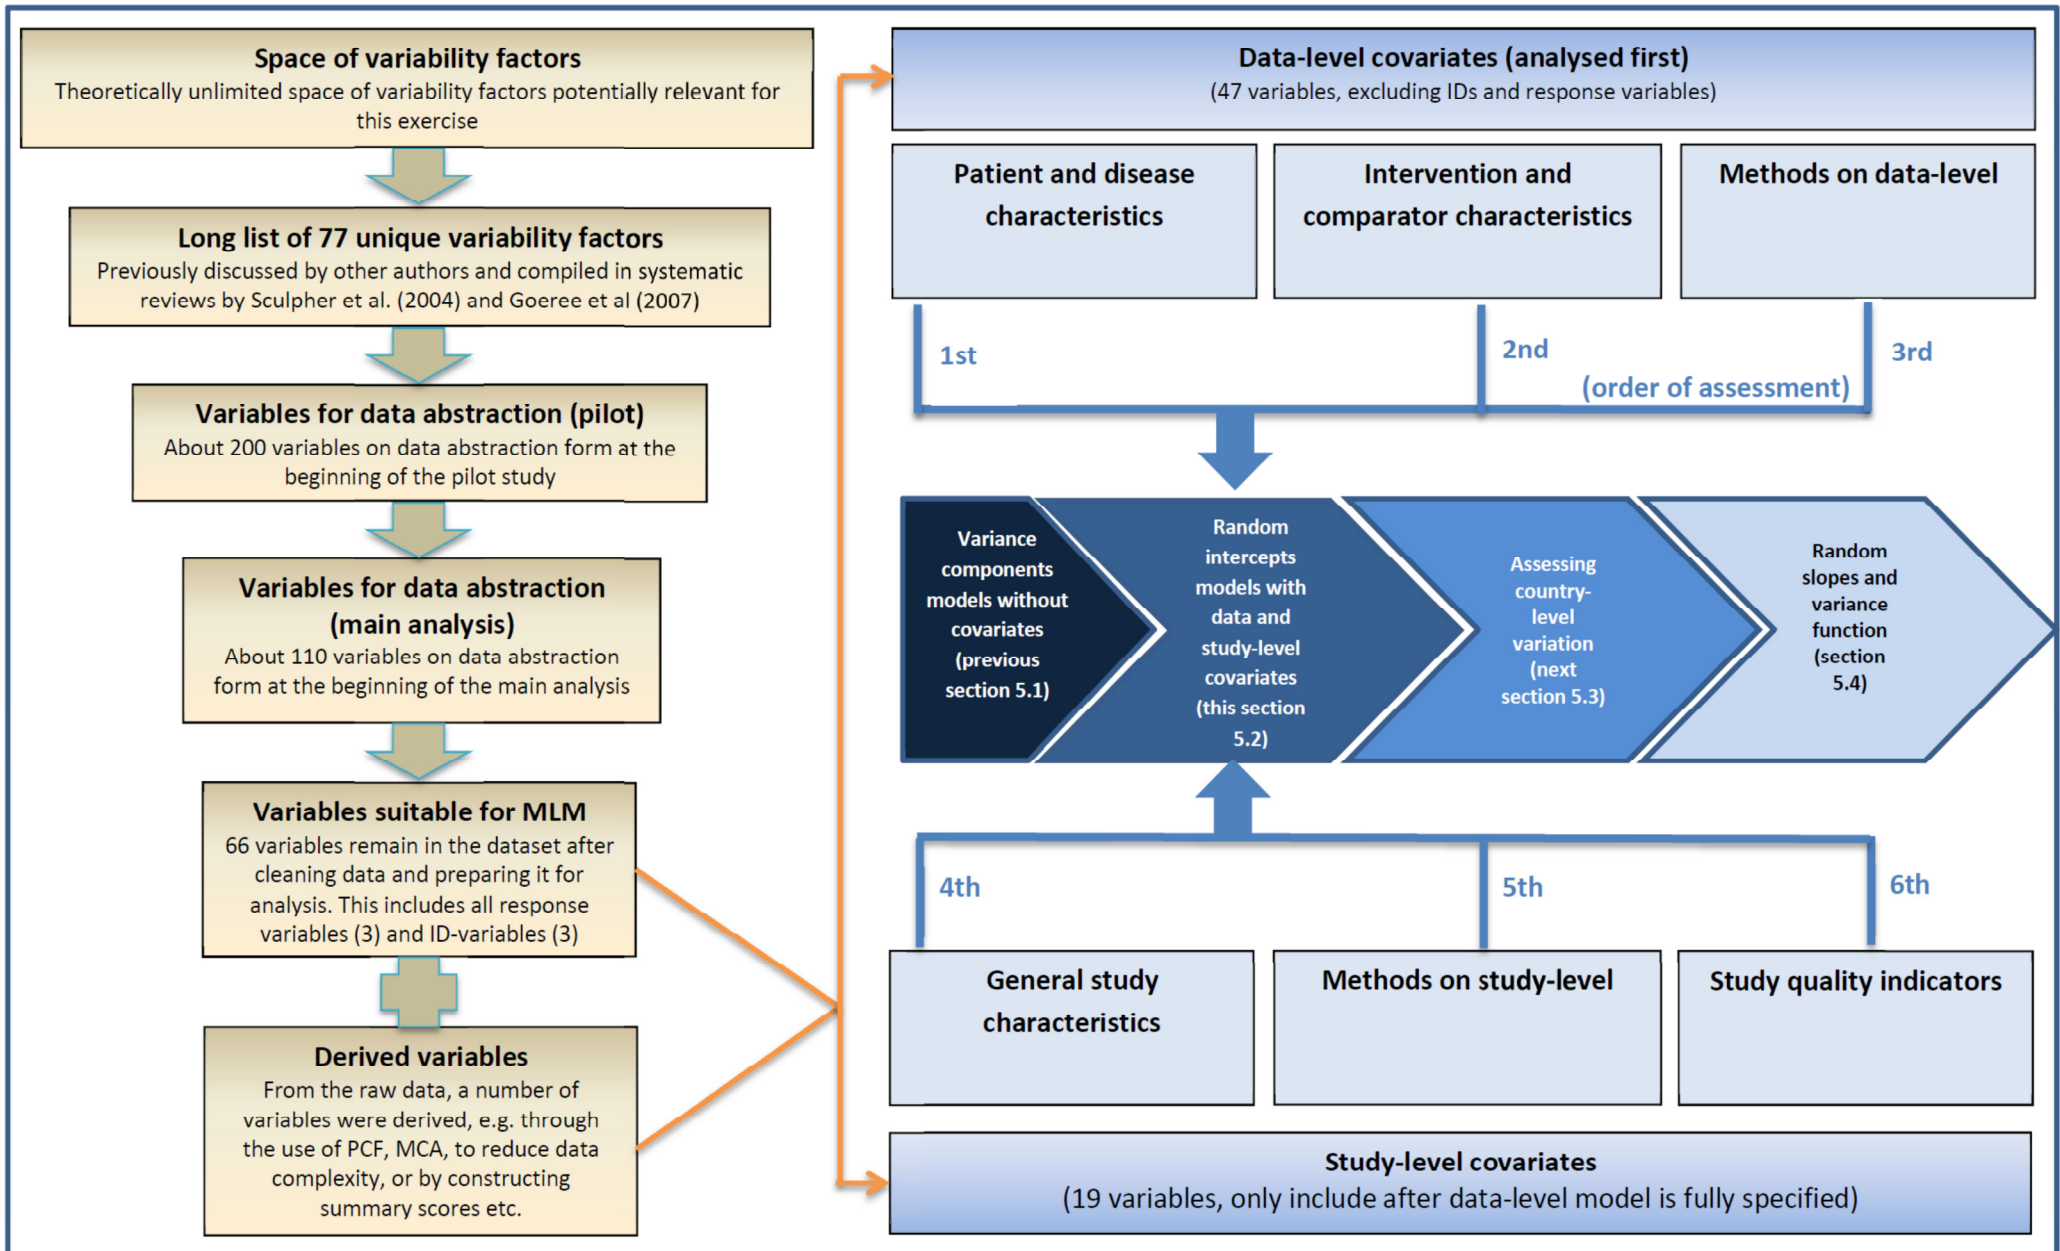 Space of variability factors
Theoretically unlimited space of variability factors potentially relevant for
this exercise
Long list of 77 unique variability factors
Previously discussed by other authors and compiled in systematic
reviews by Sculpher et al. (2004) and Goeree et al (2007)
Variables for data abstraction (pilot)
About 200 variables on data abstraction form at the
beginning of the pilot study
Variables for data abstraction
(main analysis)
About 110 variables on data abstraction
form at the beginning of the main analysis
Variables suitable for MLM
66 variables remain in the dataset after
cleaning data and preparing it for
analysis. This includes all response
variables (3) and ID-variables (3)
Derived variables
From the raw data, a number of
variables were derived, e.g. through
the use of PCF, MCA, to reduce data
complexity, or by constructing
summary scores etc.
Data-level covariates (analysed first)
(47 variables, excluding IDs and response variables)
Patient and disease
characteristics
Intervention and
comparator characteristics
Methods on data-level
1st
2nd
3rd
(order of assessment)
Variance
components
models without
covariates
(previous
section 5.1)
Random
intercepts
models with
data and
study-level
covariates
(this section
5.2)
Assessing
country-
level
variation
(next
section 5.3)
Random
slopes and
variance
function
(section
5.4)
4th
5th
6th
General study
characteristics
Methods on study-level
Study quality indicators
Study-level covariates
(19 variables, only include after data-level model is fully specified)